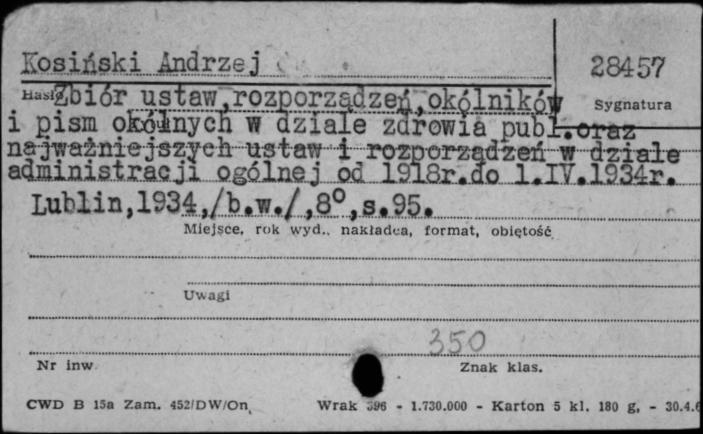 Kosiński Andrzej
28457
Hasło Zbiór ustaw,rozporządzeń,okólników
Sygnatura
i pism okólnych w dziale zdrowia publ.oraz
najważniejszych ustaw i rozporządzeń w dziale
administracji ogólnej od 1918r.do 1.IV.1934r.
Lublin,1934,/b.w./,8°,s.95.
Miejsce, rok wyd., nakładca, format, objętość
Uwagi
350
Nr inw.
Znak klas.
CWD B 15a Zam. 452/DW/On, Wrak 396 - 1.730.000 - Karton 5 kl. 180 g, - 30.4.6